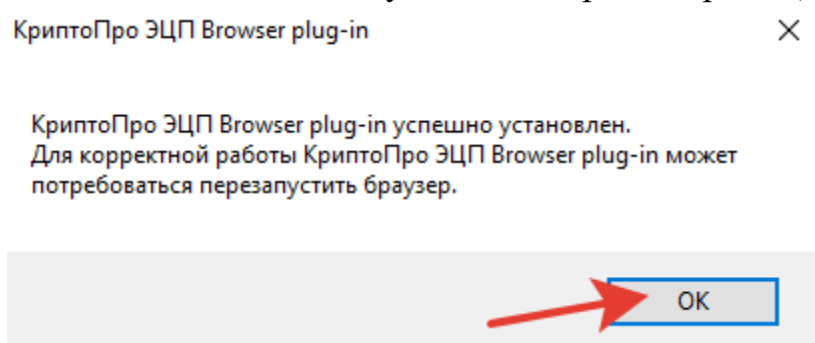 КриптоПро ЭЦП Browser plug-in
КриптоПро ЭЦП Browser plug-in успешно установлен.
Для корректной работы КриптоПро ЭЦП Browser plug-in может
потребоваться перезапустить браузер.
ОК